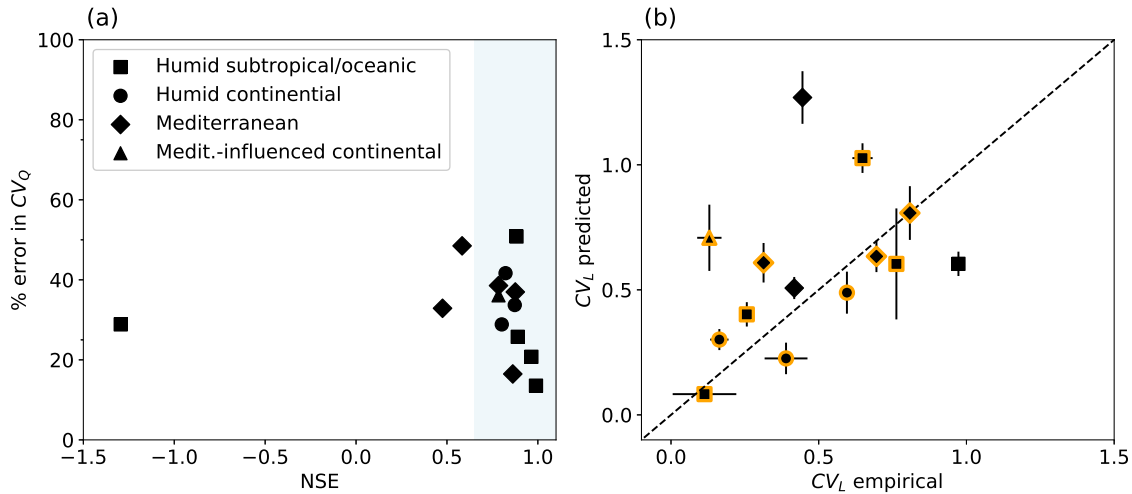 (a)
100
80
60
40
20
0
% error in CV_Q
Humid subtropical/oceanic
Humid continential
Mediterranean
Medit.-influenced continental
−1.5 −1.0 −0.5 0.0 0.5 1.0
NSE
(b)
1.5
1.0
0.5
0.0
CV_L predicted
0.0 0.5 1.0 1.5
CV_L empirical